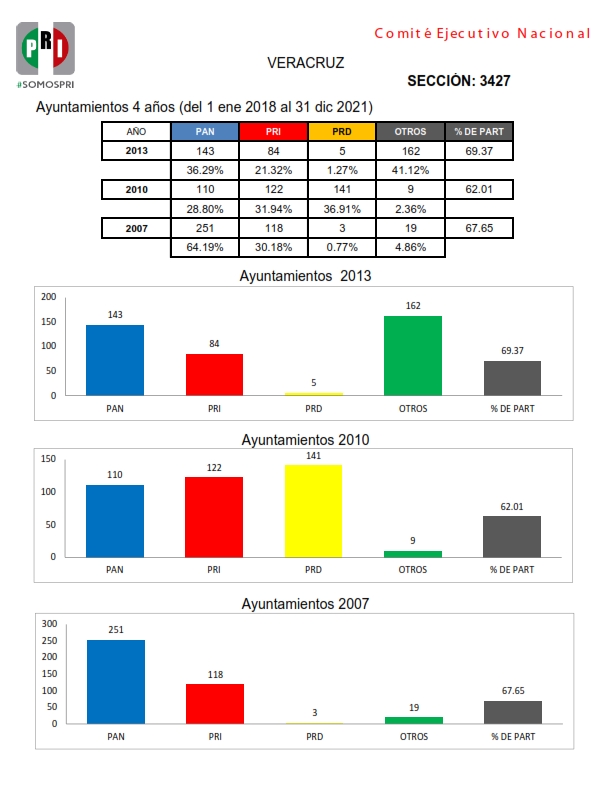 Comité Ejecutivo Nacional
PRI
#SOMOSPRI
VERACRUZ
SECCIÓN: 3427
Ayuntamientos 4 años (del 1 ene 2018 al 31 dic 2021)
AÑO PAN PRI PRD OTROS % DE PART
2013 143 84 5 162 69.37
36.29% 21.32% 1.27% 41.12%
2010 110 122 141 9 62.01
28.80% 31.94% 36.91% 2.36%
2007 251 118 3 19 67.65
64.19% 30.18% 0.77% 4.86%
Ayuntamientos 2013
200
150
100
50
0
143 84 5 162 69.37
PAN PRI PRD OTROS % DE PART
Ayuntamientos 2010
150
100
50
0
110 122 141 9 62.01
PAN PRI PRD OTROS % DE PART
Ayuntamientos 2007
300
250
200
150
100
50
0
251 118 3 19 67.65
PAN PRI PRD OTROS % DE PART